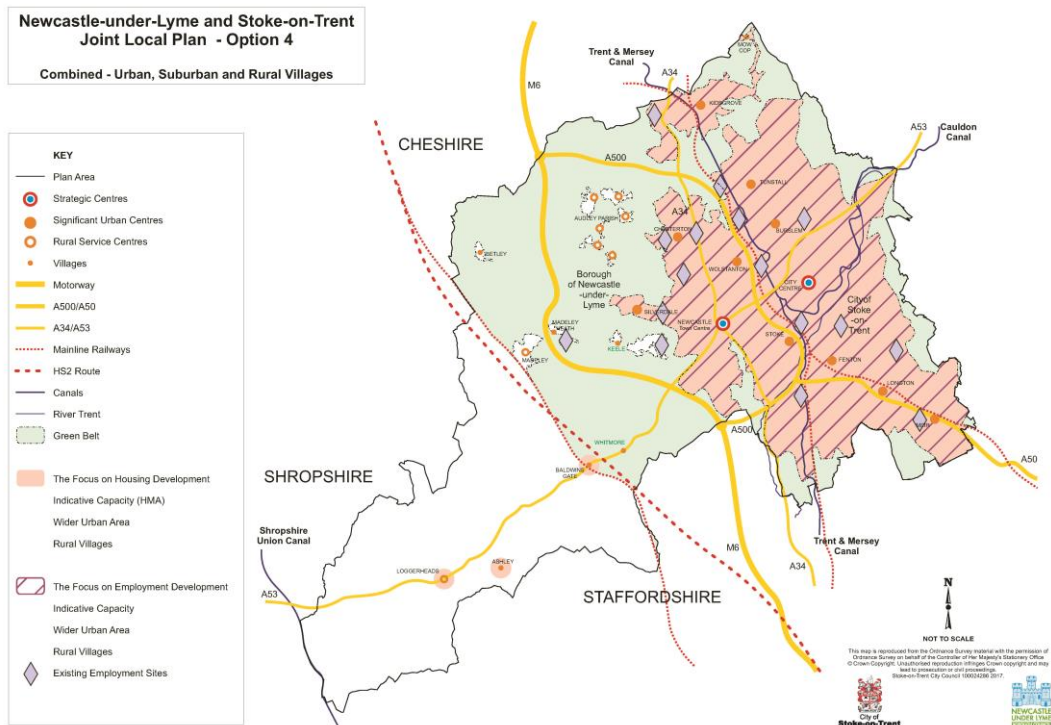 Newcastle-under-Lyme and Stoke-on-Trent
Joint Local Plan - Option 4
Combined - Urban, Suburban and Rural Villages
KEY
Plan Area
Strategic Centres
Significant Urban Centres
Rural Service Centres
Villages
Motorway
A500/A50
A34/A53
Mainline Railways
HS2 Route
Canals
River Trent
Green Belt
The Focus on Housing Development
Indicative Capacity (HMA)
Wider Urban Area
Rural Villages
The Focus on Employment Development
Indicative Capacity
Wider Urban Area
Rural Villages
Existing Employment Sites
MOW
COP
Trent & Mersey
Canal
A34
M6
KIDSGROVE
A53
Cauldon
Canal
CHESHIRE
A500
TUNSTALL
AUDLEY PARISH
A34
CHESTERTON
BURSLEM
BETLEY
WOLSTANTON
Borough
of Newcastle
-under-
Lyme
CITY
CENTRE
City of
Stoke
-on-
Trent
SILVERDALE
NEWCASTLE
Town Centre
MADELEY
HEATH
STOKE
KEELE
MADELEY
FENTON
LONGTON
A500
WHITMORE
BALDWINS
GATE
A50
SHROPSHIRE
Shropshire
Union Canal
Trent & Mersey
Canal
M6
A34
ASHLEY
LOGGERHEADS
A53
STAFFORDSHIRE
N
NOT TO SCALE
This map is reproduced from the Ordnance Survey material with the permission of
Ordnance Survey on behalf of the Controller of Her Majesty's Stationery Office
© Crown Copyright. Unauthorised reproduction infringes Crown copyright and may
lead to prosecution or civil proceedings.
Stoke-on-Trent City Council 100024286 2017.
City of
Stoke-on-Trent
NEWCASTLE
UNDER LYME